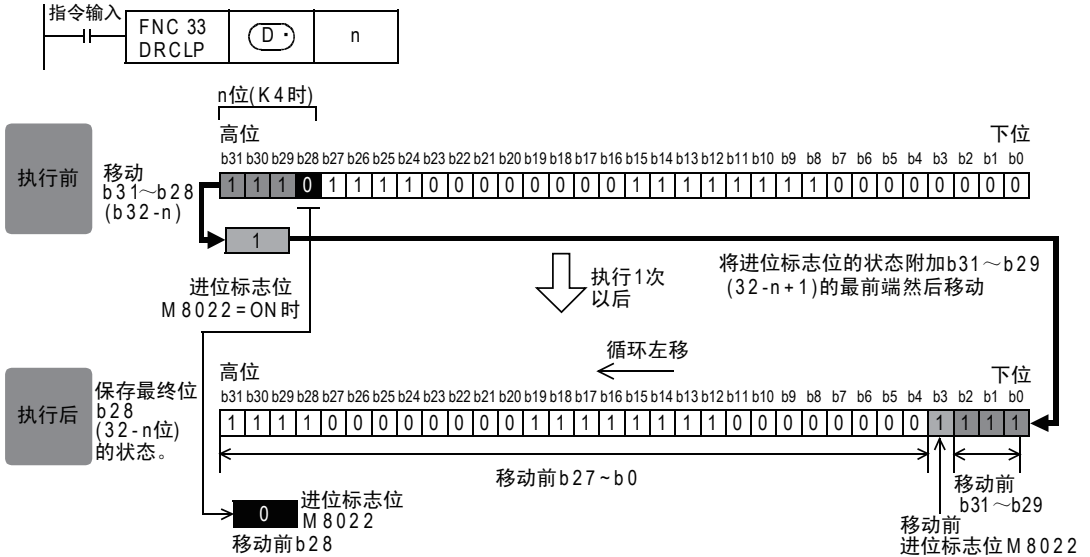 指令输入
FNC 33
DRCLP
D·
n
n位(K4时)
高位
下位
b31 b30 b29 b28 b27 b26 b25 b24 b23 b22 b21 b20 b19 b18 b17 b16 b15 b14 b13 b12 b11 b10 b9 b8 b7 b6 b5 b4 b3 b2 b1 b0
执行前
移动
b31～b28
(b32-n)
1 1 1 0 1 1 1 1 0 0 0 0 0 0 0 0 1 1 1 1 1 1 1 1 0 0 0 0 0 0 0 0
1
进位标志位
M8022=ON时
执行1次
以后
将进位标志位的状态附加b31～b29
(32-n+1)的最前端然后移动
循环左移
高位
下位
b31 b30 b29 b28 b27 b26 b25 b24 b23 b22 b21 b20 b19 b18 b17 b16 b15 b14 b13 b12 b11 b10 b9 b8 b7 b6 b5 b4 b3 b2 b1 b0
执行后
保存最终位
b28
(32-n位)
的状态。
1 1 1 1 0 0 0 0 0 0 0 0 1 1 1 1 1 1 1 1 0 0 0 0 0 0 0 0 1 1 1 1
移动前b27~b0
移动前
b31～b29
0
进位标志位
M8022
移动前b28
移动前
进位标志位M8022